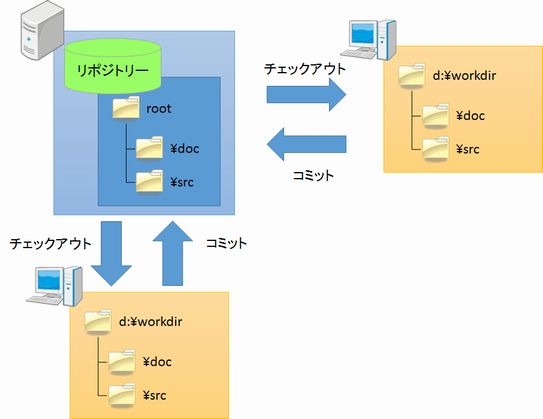 リポジトリー
root
¥doc
¥src
チェックアウト
コミット
d:¥workdir
¥doc
¥src
チェックアウト
コミット
d:¥workdir
¥doc
¥src